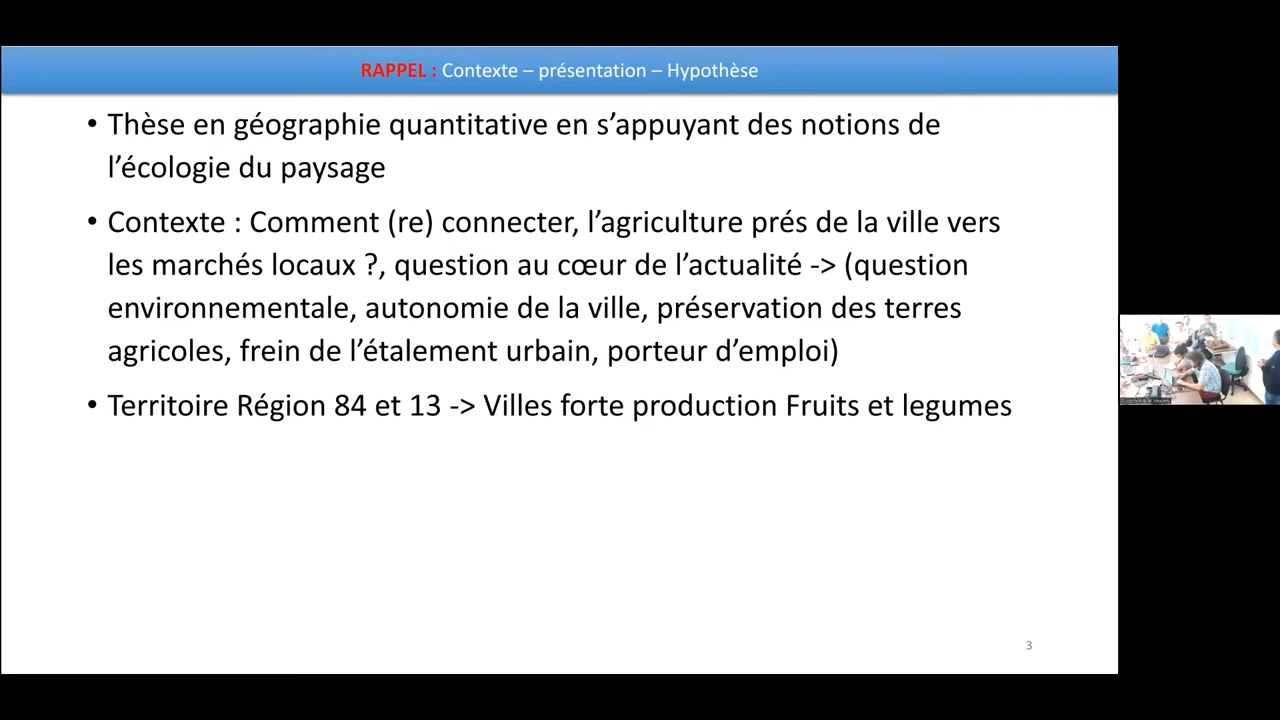 RAPPEL : Contexte – présentation – Hypothèse
• Thèse en géographie quantitative en s’appuyant des notions de
l’écologie du paysage
• Contexte : Comment (re) connecter, l’agriculture prés de la ville vers
les marchés locaux ?, question au cœur de l’actualité -> (question
environnementale, autonomie de la ville, préservation des terres
agricoles, frein de l’étalement urbain, porteur d’emploi)
• Territoire Région 84 et 13 -> Villes forte production Fruits et legumes
3